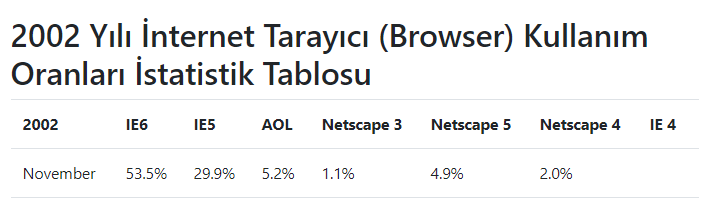 2002 Yılı İnternet Tarayıcı (Browser) Kullanım
Oranları İstatistik Tablosu
2002 IE6 IE5 AOL Netscape 3 Netscape 5 Netscape 4 IE 4
November 53.5% 29.9% 5.2% 1.1% 4.9% 2.0%